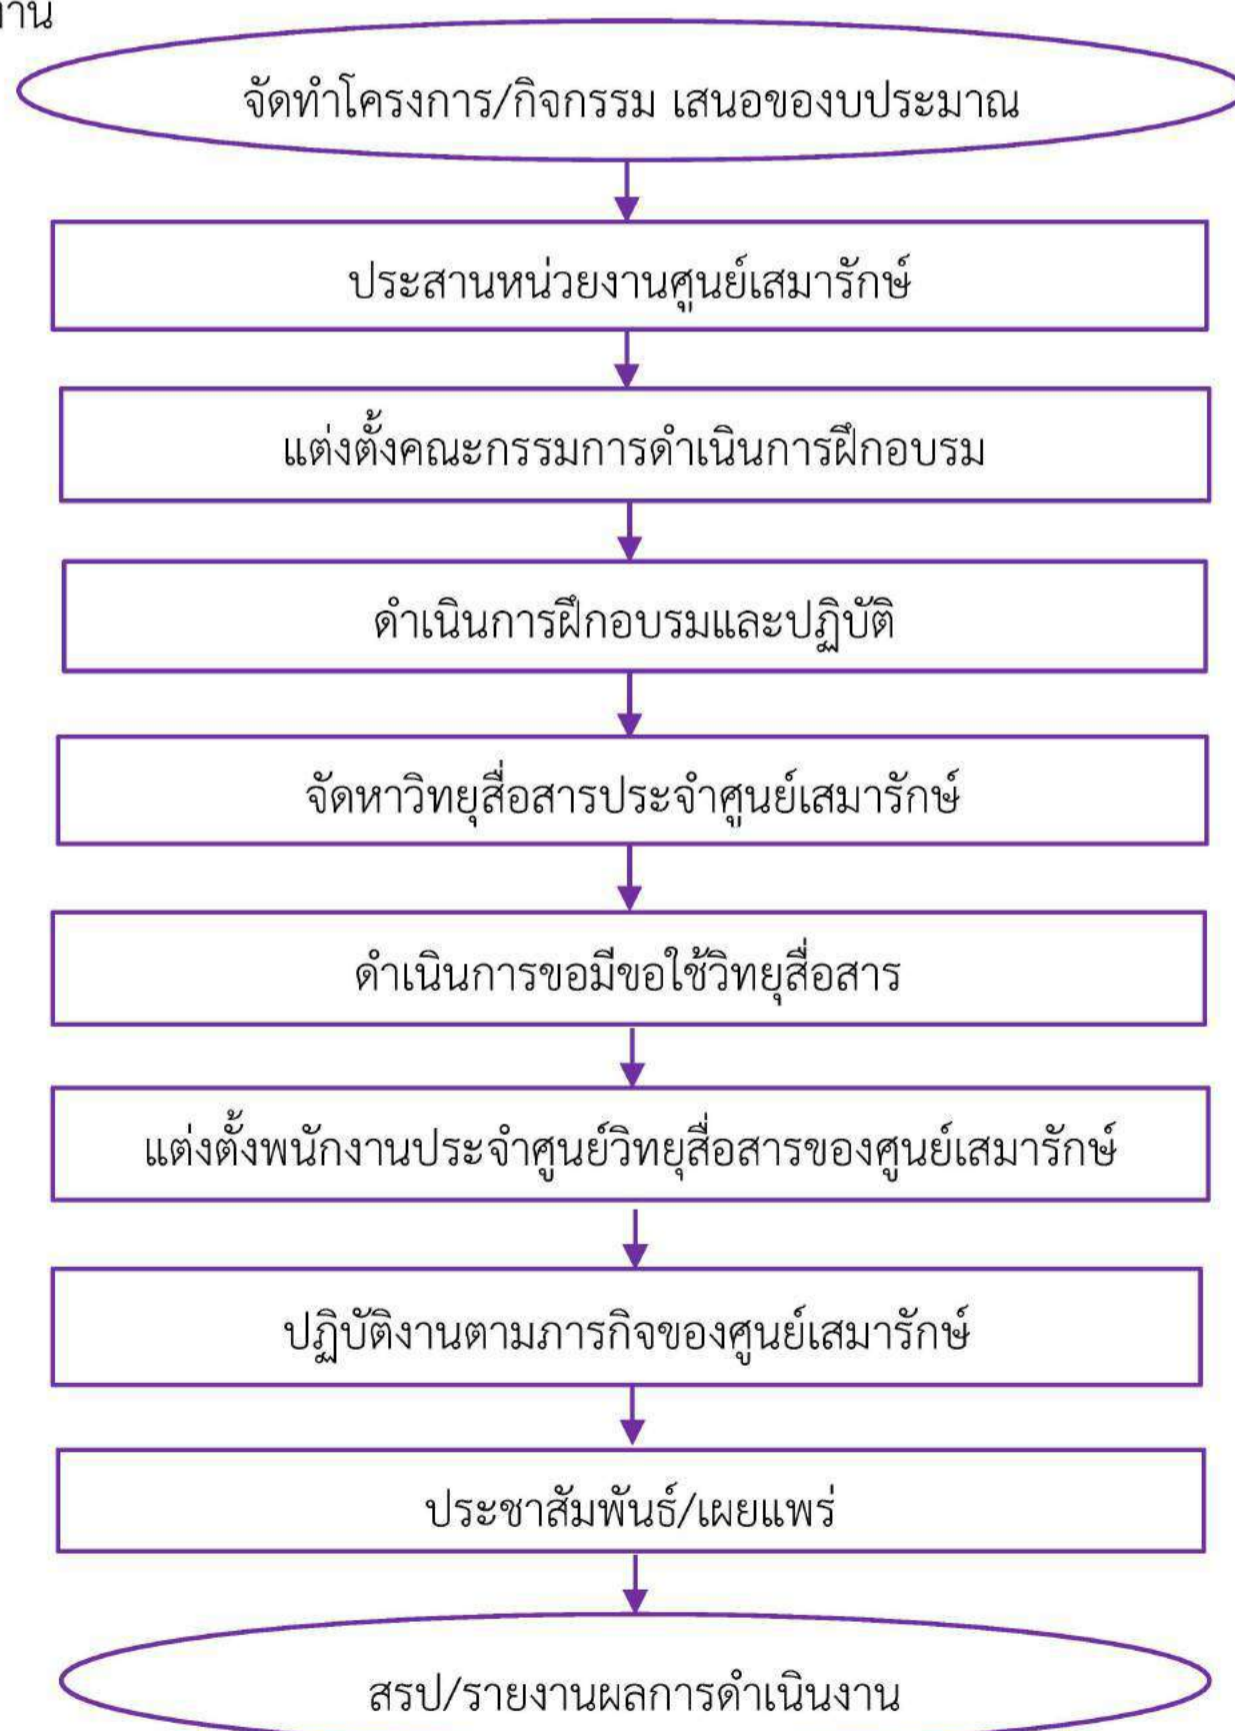 จัดทำโครงการ/กิจกรรม เสนอของบประมาณ
ประสานหน่วยงานศูนย์เสมารักษ์
แต่งตั้งคณะกรรมการดำเนินการฝึกอบรม
ดำเนินการฝึกอบรมและปฏิบัติ
จัดหาวิทยุสื่อสารประจำศูนย์เสมารักษ์
ดำเนินการขอมีขอใช้วิทยุสื่อสาร
แต่งตั้งพนักงานประจำศูนย์วิทยุสื่อสารของศูนย์เสมารักษ์
ปฏิบัติงานตามภารกิจของศูนย์เสมารักษ์
ประชาสัมพันธ์/เผยแพร่
สรป/รายงานผลการดำเนินงาน